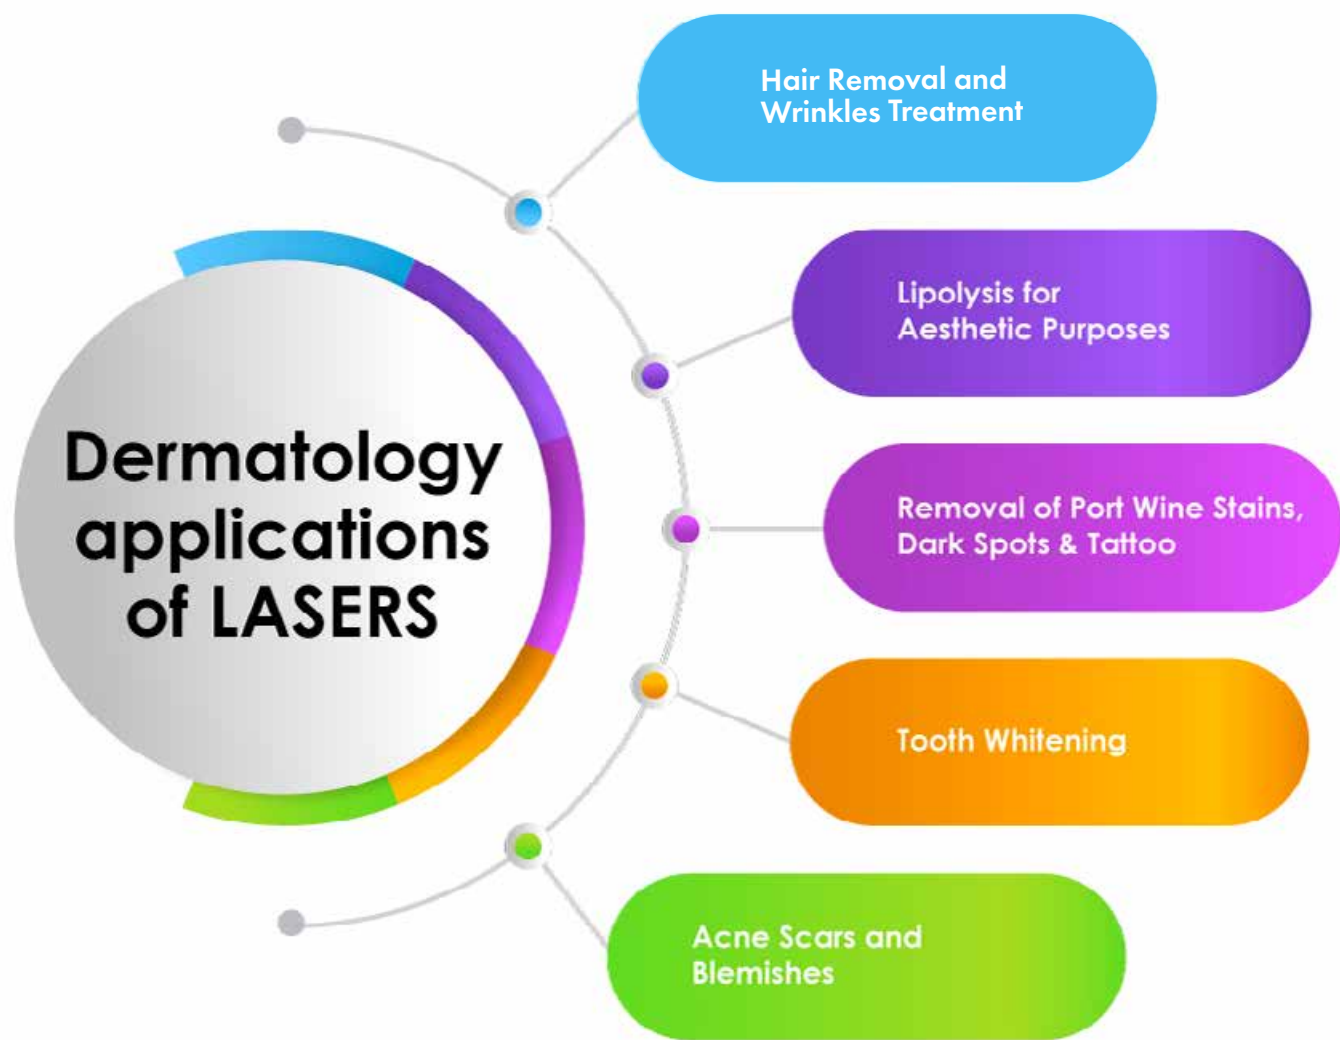 Dermatology
applications
of LASERS
Hair Removal and
Wrinkles Treatment
Lipolysis for
Aesthetic Purposes
Removal of Port Wine Stains,
Dark Spots & Tattoo
Tooth Whitening
Acne Scars and
Blemishes